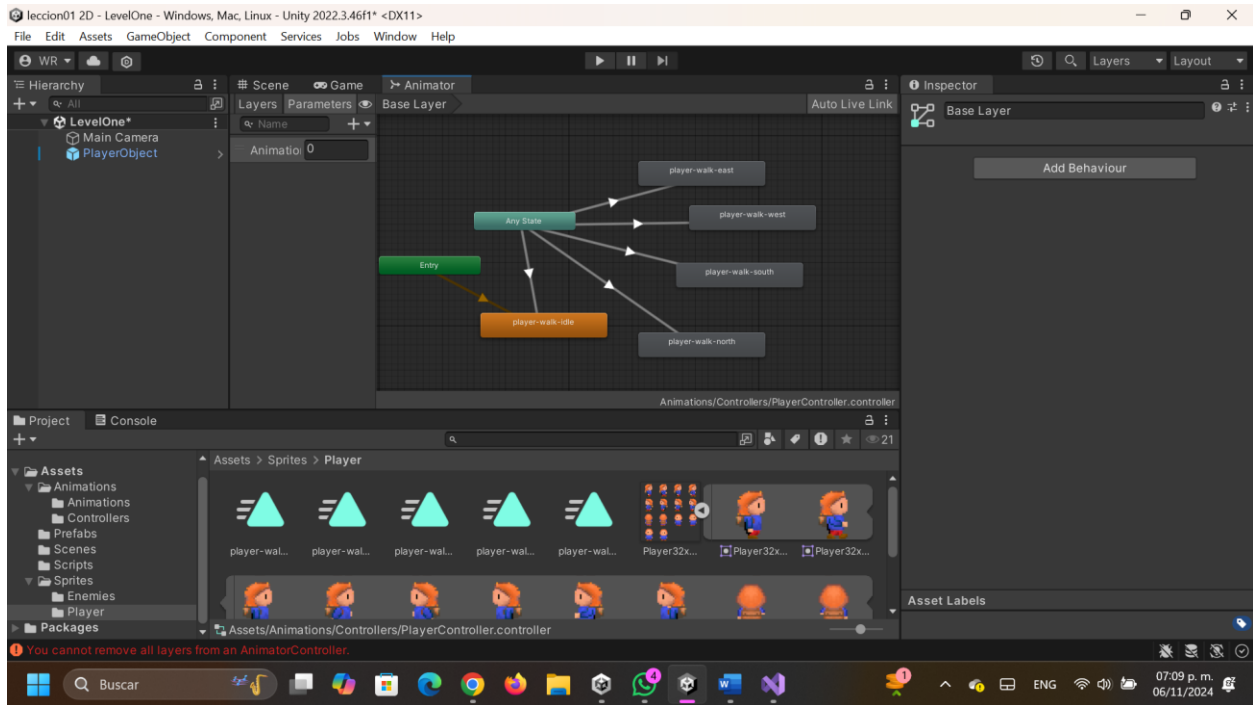 leccion01 2D - LevelOne - Windows, Mac, Linux - Unity 2022.3.46f1* <DX11>
File Edit Assets GameObject Component Services Jobs Window Help
WR Layers Layout
Hierarchy
All
LevelOne*
Main Camera
PlayerObject
Scene Game Animator
Layers Parameters Base Layer Auto Live Link
Name
Animatio 0
player-walk-east
Any State
player-walk-west
Entry
player-walk-south
player-walk-idle
player-walk-north
Animations/Controllers/PlayerController.controller
Inspector
Base Layer
Add Behaviour
Asset Labels
Project Console
21
Assets
Animations
Animations
Controllers
Prefabs
Scenes
Scripts
Sprites
Enemies
Player
Packages
Assets > Sprites > Player
player-wal... player-wal... player-wal... player-wal... player-wal... Player32x... Player32x... Player32x...
Assets/Animations/Controllers/PlayerController.controller
You cannot remove all layers from an AnimatorController.
Buscar
4
1
ENG
07:09 p. m.
06/11/2024